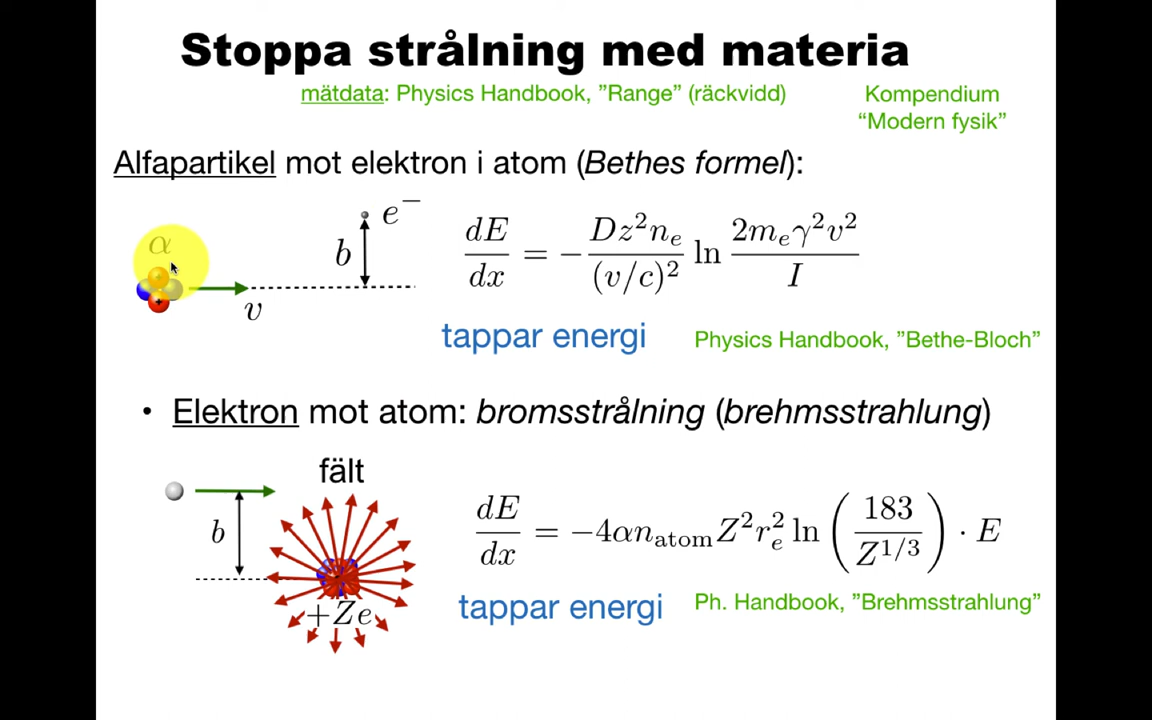 Stoppa strålning med materia
mätdata: Physics Handbook, ”Range” (räckvidd)
Kompendium
“Modern fysik”
Alfapartikel mot elektron i atom (Bethes formel):
α
v
b
e⁻
dE/dx = −(Dz²nₑ)/((v/c)²) ln (2mₑγ²v²)/I
tappar energi
Physics Handbook, ”Bethe-Bloch”
• Elektron mot atom: bromsstrålning (brehmsstrahlung)
fält
b
+Ze
dE/dx = −4αn_atom Z²rₑ² ln (183/Z^{1/3}) · E
tappar energi
Ph. Handbook, ”Brehmsstrahlung”